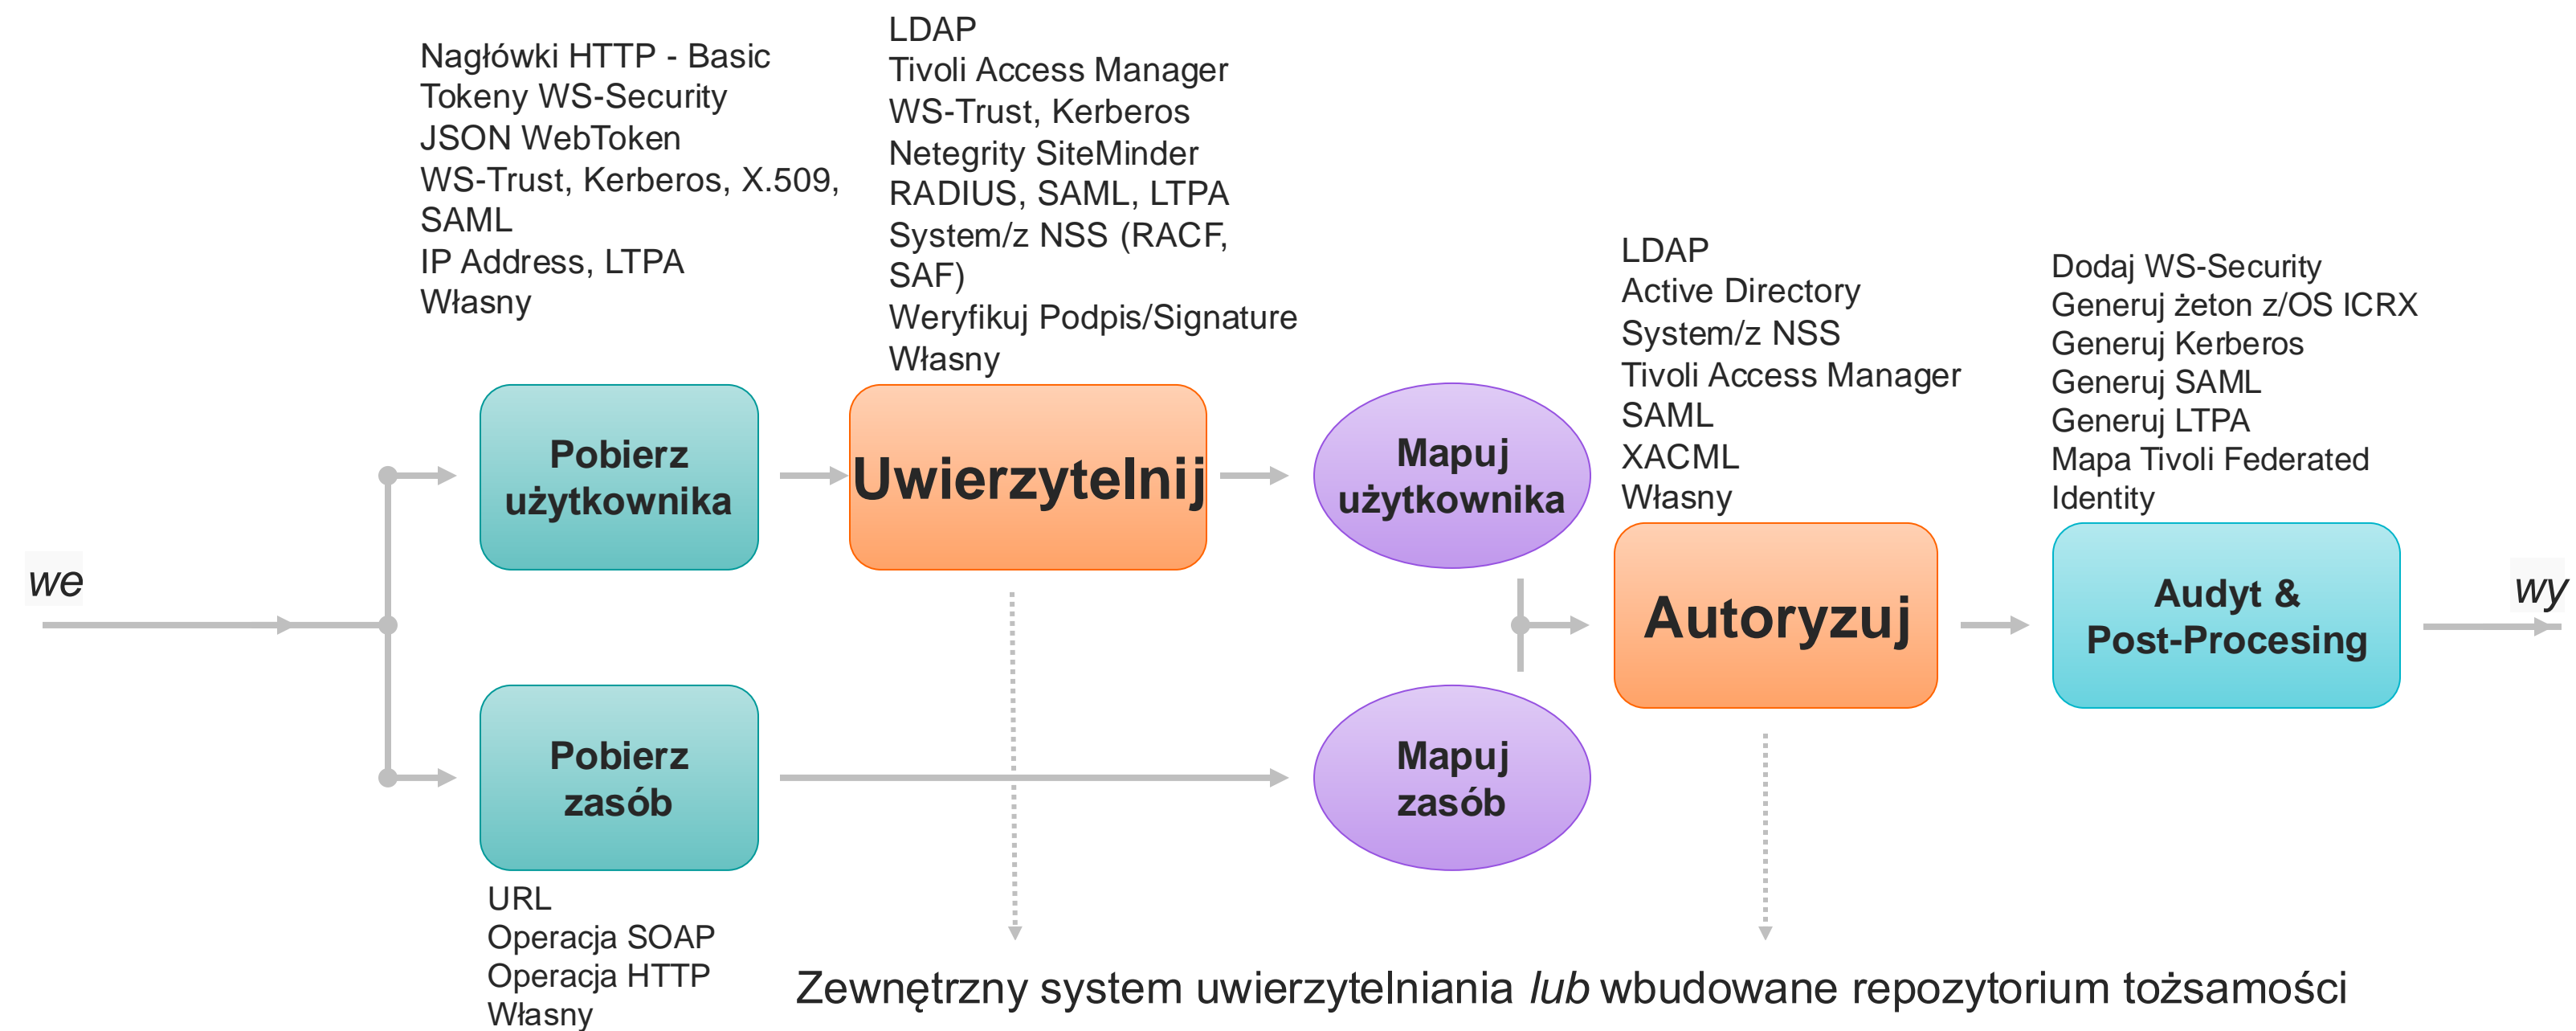 Nagłówki HTTP - Basic
Tokeny WS-Security
JSON WebToken
WS-Trust, Kerberos, X.509,
SAML
IP Address, LTPA
Własny
LDAP
Tivoli Access Manager
WS-Trust, Kerberos
Netegrity SiteMinder
RADIUS, SAML, LTPA
System/z NSS (RACF,
SAF)
Weryfikuj Podpis/Signature
Własny
LDAP
Active Directory
System/z NSS
Tivoli Access Manager
SAML
XACML
Własny
Dodaj WS-Security
Generuj żeton z/OS ICRX
Generuj Kerberos
Generuj SAML
Generuj LTPA
Mapa Tivoli Federated
Identity
we
Pobierz
użytkownika
Uwierzytelnij
Mapuj
użytkownika
Autoryzuj
Audyt &
Post-Procesing
wy
Pobierz
zasób
Mapuj
zasób
URL
Operacja SOAP
Operacja HTTP
Własny
Zewnętrzny system uwierzytelniania lub wbudowane repozytorium tożsamości